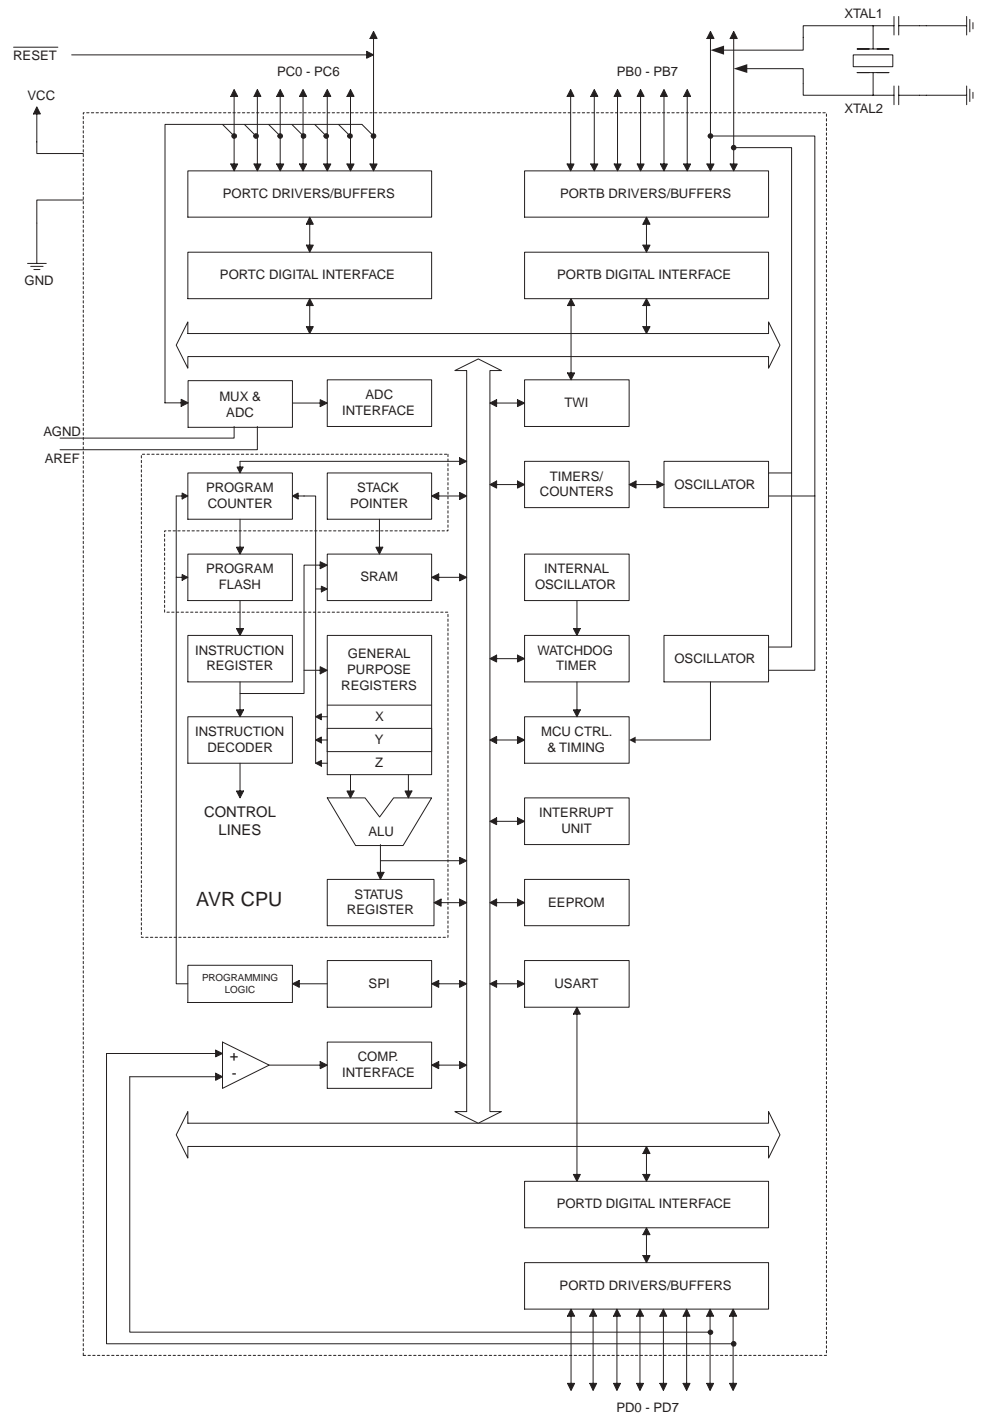 XTAL1
RESET
PC0 - PC6
PB0 - PB7
VCC
XTAL2
PORTC DRIVERS/BUFFERS
PORTB DRIVERS/BUFFERS
GND
PORTC DIGITAL INTERFACE
PORTB DIGITAL INTERFACE
MUX &
ADC
ADC
INTERFACE
TWI
AGND
AREF
PROGRAM
COUNTER
STACK
POINTER
TIMERS/
COUNTERS
OSCILLATOR
PROGRAM
FLASH
SRAM
INTERNAL
OSCILLATOR
INSTRUCTION
REGISTER
GENERAL
PURPOSE
REGISTERS
WATCHDOG
TIMER
OSCILLATOR
X
Y
Z
INSTRUCTION
DECODER
MCU CTRL.
& TIMING
CONTROL
LINES
ALU
INTERRUPT
UNIT
AVR CPU
STATUS
REGISTER
EEPROM
PROGRAMMING
LOGIC
SPI
USART
+
-
COMP.
INTERFACE
PORTD DIGITAL INTERFACE
PORTD DRIVERS/BUFFERS
PD0 - PD7